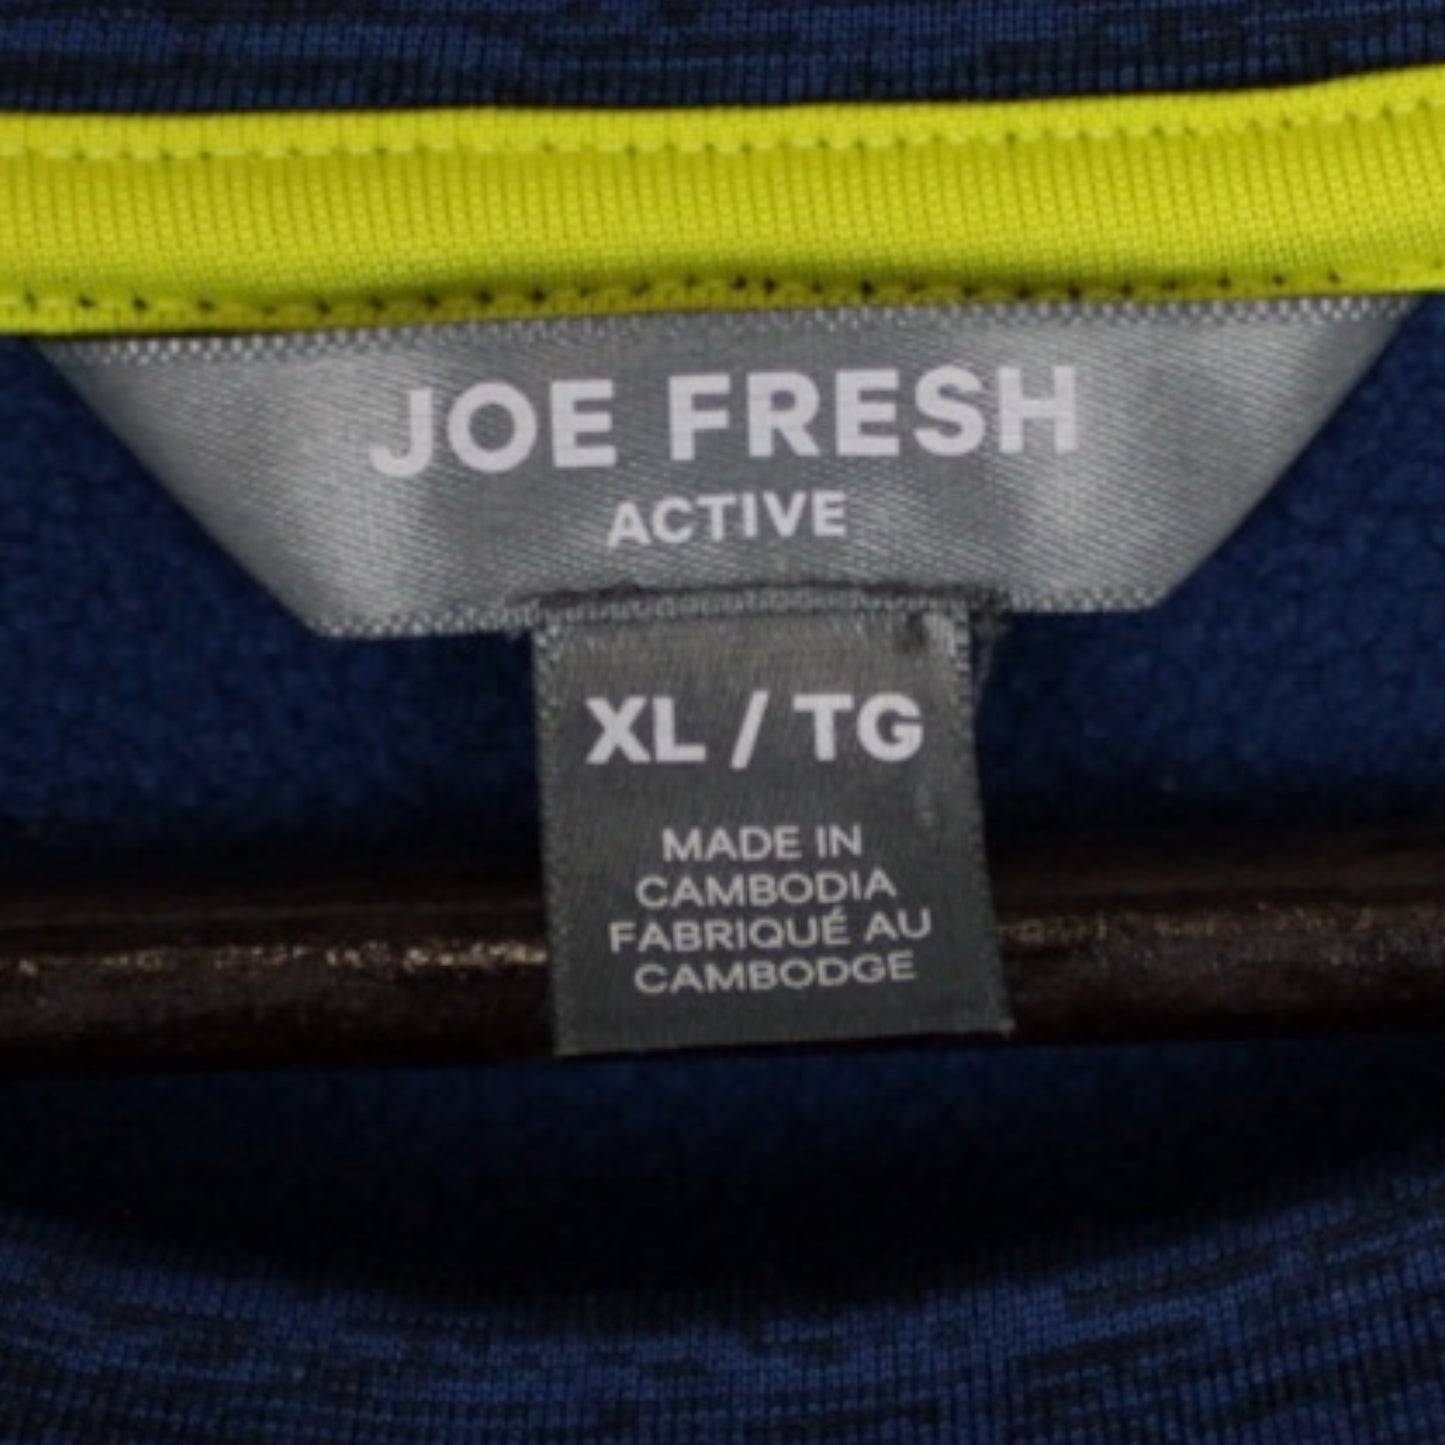 JOE FRESH
ACTIVE
XL / TG
MADE IN
CAMBODIA
FABRIQUÉ AU
CAMBODGE